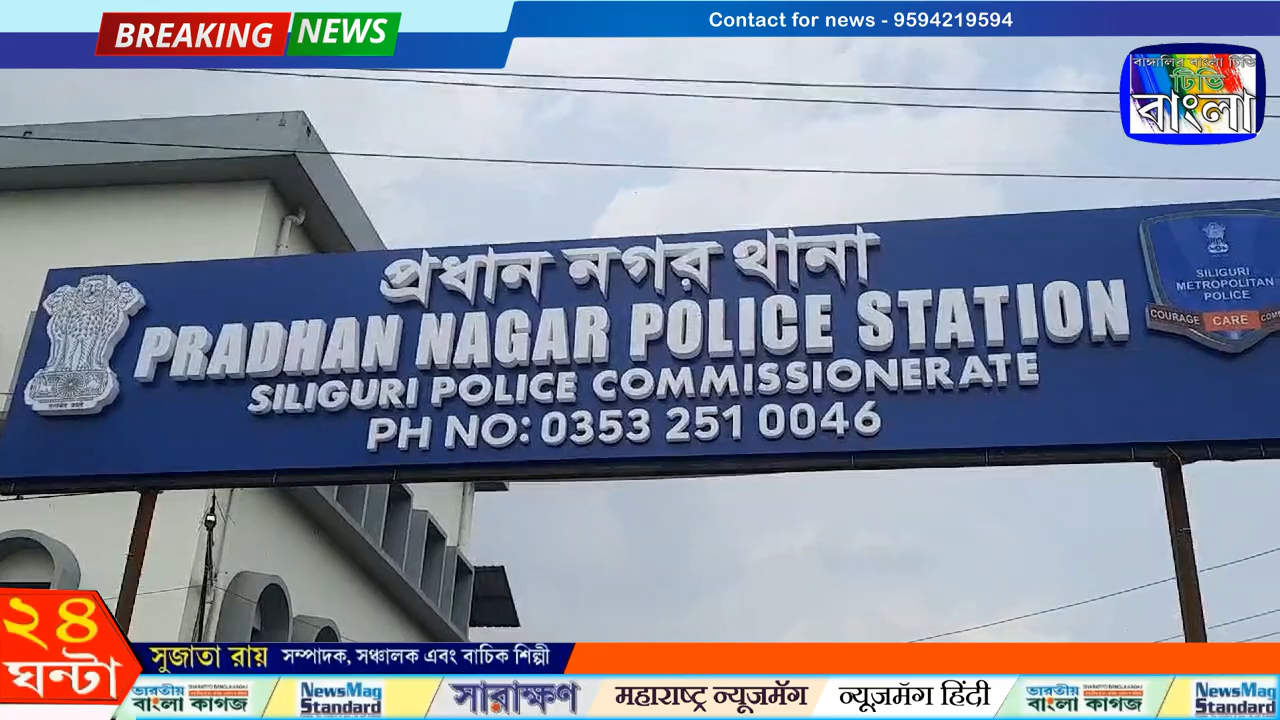 BREAKING NEWS
Contact for news - 9594219594
বাঙ্গালির বাংলা টিভি
টিভি
বাংলা
প্রধান নগর থানা
PRADHAN NAGAR POLICE STATION
SILIGURI POLICE COMMISSIONERATE
PH NO: 0353 251 0046
SILIGURI
METROPOLITAN
POLICE
COURAGE CARE
২৪
ঘন্টা
সুজাতা রায় সম্পাদক, সঞ্চালক এবং বাচিক শিল্পী
ভারতীয়
বাংলা কাগজ
NewsMag
Standard
সারাক্ষণ
महाराष्ट्र न्यूजमॅग
न्यूजमॅग हिंदी
ভারতীয়
বাংলা কাগজ
NewsMag
Standard